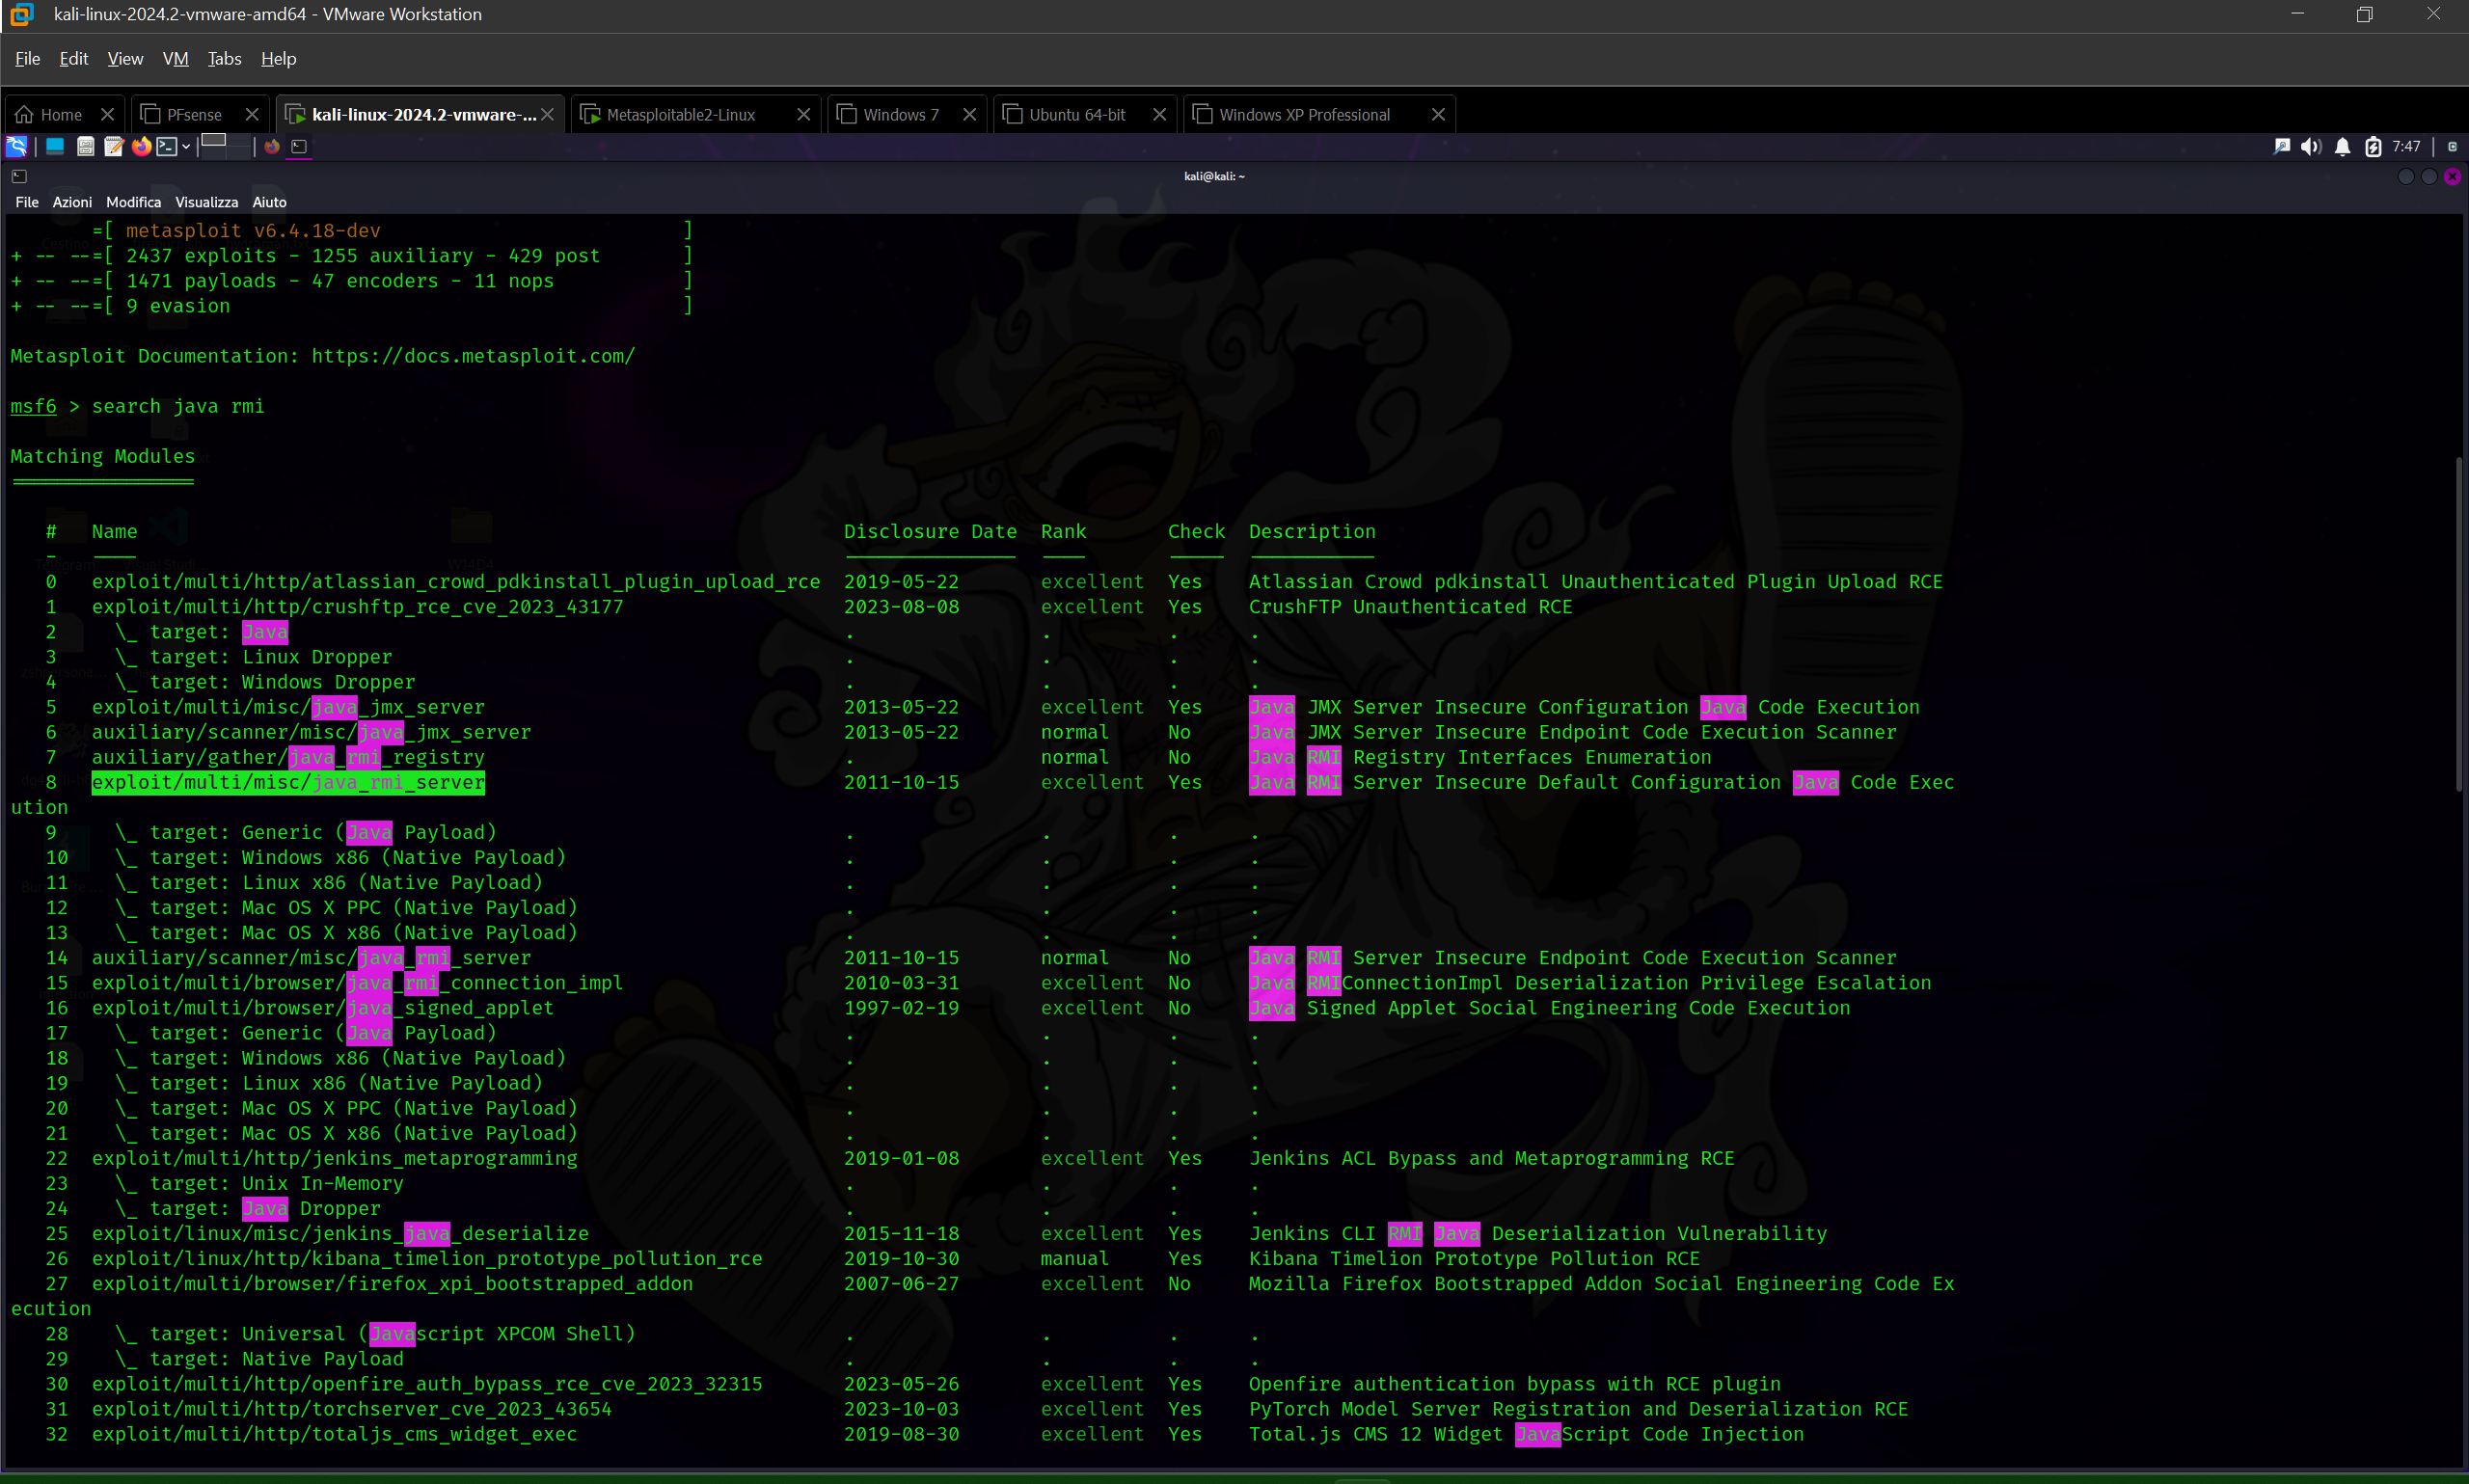 kali-linux-2024.2-vmware-amd64 - VMware Workstation
File Edit View VM Tabs Help
Home PFsense kali-linux-2024.2-vmware-... Metasploitable2-Linux Windows 7 Ubuntu 64-bit Windows XP Professional
7:47
kali@kali: ~
File Azioni Modifica Visualizza Aiuto
=[ metasploit v6.4.18-dev ]
+ -- --=[ 2437 exploits - 1255 auxiliary - 429 post ]
+ -- --=[ 1471 payloads - 47 encoders - 11 nops ]
+ -- --=[ 9 evasion ]
Metasploit Documentation: https://docs.metasploit.com/
msf6 > search java rmi
Matching Modules
================
# Name Disclosure Date Rank Check Description
- ---- --------------- ---- ----- -----------
0 exploit/multi/http/atlassian_crowd_pdkinstall_plugin_upload_rce 2019-05-22 excellent Yes Atlassian Crowd pdkinstall Unauthenticated Plugin Upload RCE
1 exploit/multi/http/crushftp_rce_cve_2023_43177 2023-08-08 excellent Yes CrushFTP Unauthenticated RCE
2 \_ target: Java . . . .
3 \_ target: Linux Dropper . . . .
4 \_ target: Windows Dropper . . . .
5 exploit/multi/misc/java_jmx_server 2013-05-22 excellent Yes Java JMX Server Insecure Configuration Java Code Execution
6 auxiliary/scanner/misc/java_jmx_server 2013-05-22 normal No Java JMX Server Insecure Endpoint Code Execution Scanner
7 auxiliary/gather/java_rmi_registry . normal No Java RMI Registry Interfaces Enumeration
8 exploit/multi/misc/java_rmi_server 2011-10-15 excellent Yes Java RMI Server Insecure Default Configuration Java Code Exec
ution
9 \_ target: Generic (Java Payload) . . . .
10 \_ target: Windows x86 (Native Payload) . . . .
11 \_ target: Linux x86 (Native Payload) . . . .
12 \_ target: Mac OS X PPC (Native Payload) . . . .
13 \_ target: Mac OS X x86 (Native Payload) . . . .
14 auxiliary/scanner/misc/java_rmi_server 2011-10-15 normal No Java RMI Server Insecure Endpoint Code Execution Scanner
15 exploit/multi/browser/java_rmi_connection_impl 2010-03-31 excellent No Java RMIConnectionImpl Deserialization Privilege Escalation
16 exploit/multi/browser/java_signed_applet 1997-02-19 excellent No Java Signed Applet Social Engineering Code Execution
17 \_ target: Generic (Java Payload) . . . .
18 \_ target: Windows x86 (Native Payload) . . . .
19 \_ target: Linux x86 (Native Payload) . . . .
20 \_ target: Mac OS X PPC (Native Payload) . . . .
21 \_ target: Mac OS X x86 (Native Payload) . . . .
22 exploit/multi/http/jenkins_metaprogramming 2019-01-08 excellent Yes Jenkins ACL Bypass and Metaprogramming RCE
23 \_ target: Unix In-Memory . . . .
24 \_ target: Java Dropper . . . .
25 exploit/linux/misc/jenkins_java_deserialize 2015-11-18 excellent Yes Jenkins CLI RMI Java Deserialization Vulnerability
26 exploit/linux/http/kibana_timelion_prototype_pollution_rce 2019-10-30 manual Yes Kibana Timelion Prototype Pollution RCE
27 exploit/multi/browser/firefox_xpi_bootstrapped_addon 2007-06-27 excellent No Mozilla Firefox Bootstrapped Addon Social Engineering Code Ex
ecution
28 \_ target: Universal (Javascript XPCOM Shell) . . . .
29 \_ target: Native Payload . . . .
30 exploit/multi/http/openfire_auth_bypass_rce_cve_2023_32315 2023-05-26 excellent Yes Openfire authentication bypass with RCE plugin
31 exploit/multi/http/torchserver_cve_2023_43654 2023-10-03 excellent Yes PyTorch Model Server Registration and Deserialization RCE
32 exploit/multi/http/totaljs_cms_widget_exec 2019-08-30 excellent Yes Total.js CMS 12 Widget JavaScript Code Injection